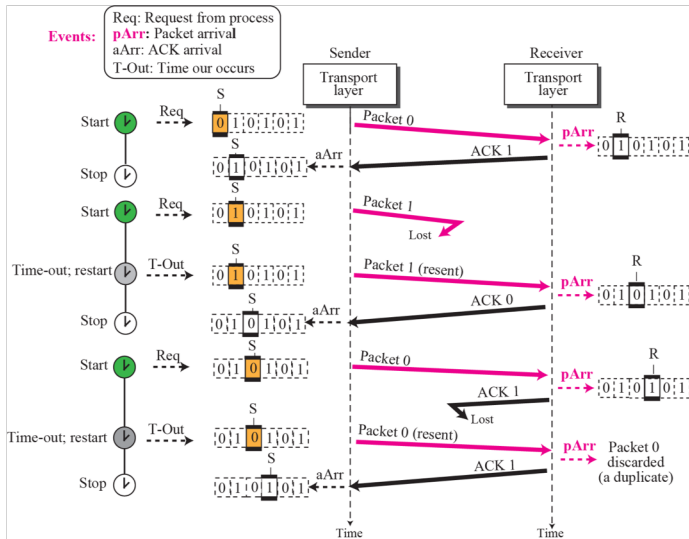 Events:
Req: Request from process
pArr: Packet arrival
aArr: ACK arrival
T-Out: Time our occurs
Sender
Transport
layer
Receiver
Transport
layer
Start
Req
S
0 1 0 1 0 1
Packet 0
pArr
R
0 1 0 1 0 1
Stop
S
0 1 0 1 0 1
aArr
ACK 1
Start
Req
S
0 1 0 1 0 1
Packet 1
Lost
Time-out; restart
T-Out
S
0 1 0 1 0 1
Packet 1 (resent)
pArr
R
0 1 0 1 0 1
Stop
S
0 1 0 1 0 1
aArr
ACK 0
Start
Req
S
0 1 0 1 0 1
Packet 0
pArr
R
0 1 0 1 0 1
ACK 1
Lost
Time-out; restart
T-Out
S
0 1 0 1 0 1
Packet 0 (resent)
pArr
Packet 0
discarded
(a duplicate)
Stop
S
0 1 0 1 0 1
aArr
ACK 1
Time
Time